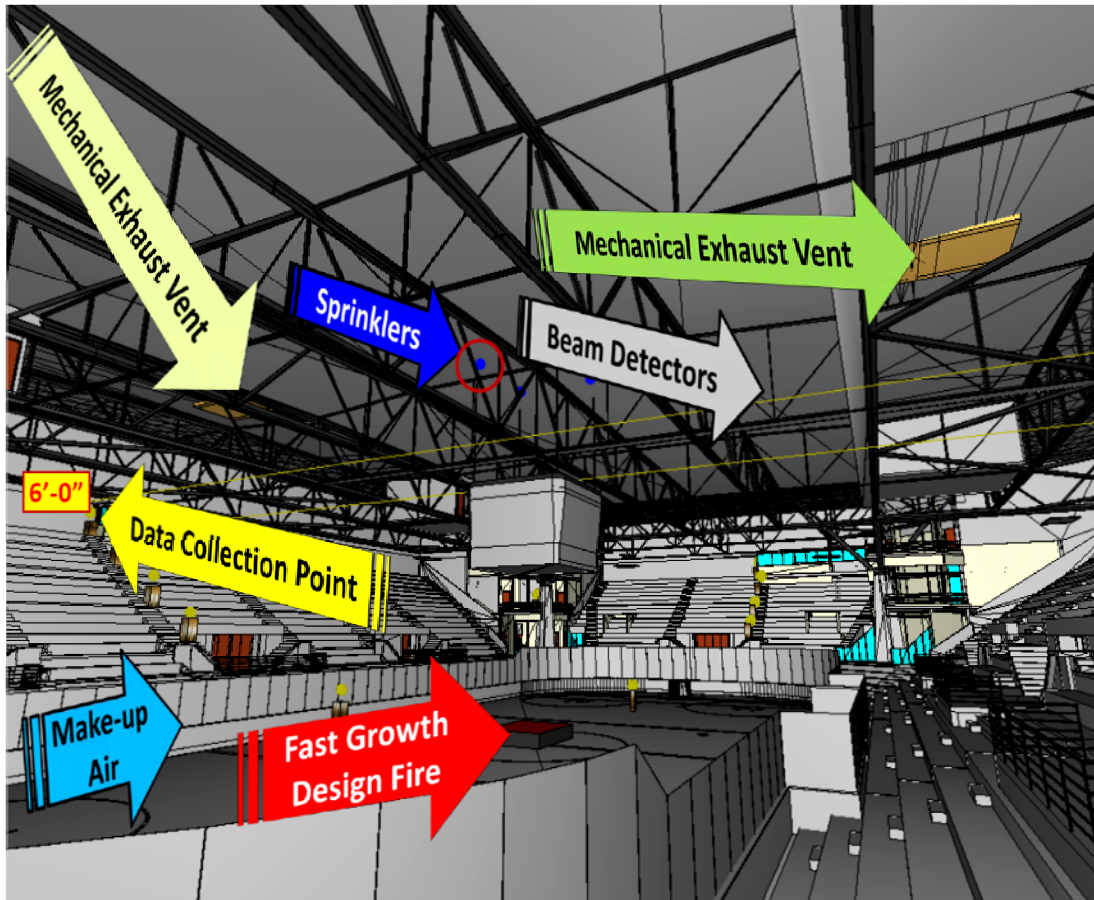 Mechanical Exhaust Vent
Mechanical Exhaust Vent
Sprinklers
Beam Detectors
6'-0”
Data Collection Point
Make-up
Air
Fast Growth
Design Fire